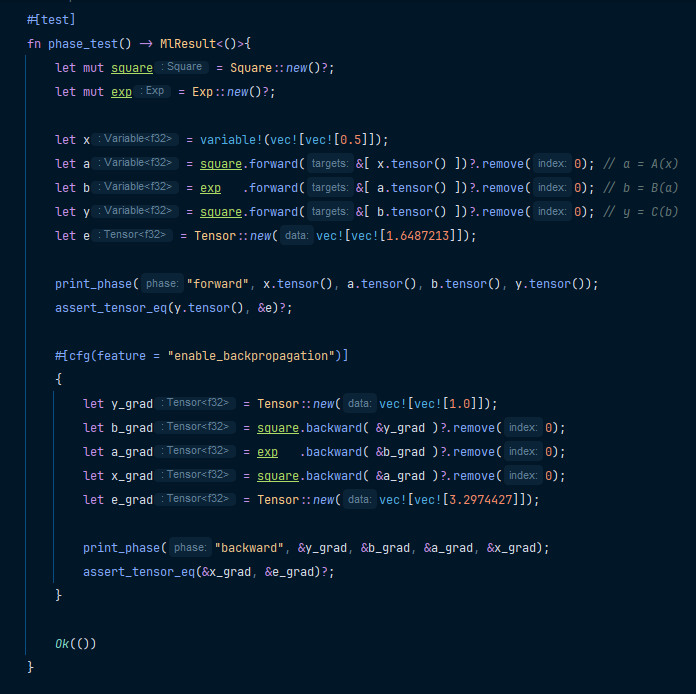 #[test]
fn phase_test() -> MlResult<()>{
    let mut square : Square = Square::new()?;
    let mut exp : Exp = Exp::new()?;

    let x : Variable<f32> = variable!(vec![vec![0.5]]);
    let a : Variable<f32> = square.forward( targets: &[ x.tensor() ])?.remove( index: 0); // a = A(x)
    let b : Variable<f32> = exp   .forward( targets: &[ a.tensor() ])?.remove( index: 0); // b = B(a)
    let y : Variable<f32> = square.forward( targets: &[ b.tensor() ])?.remove( index: 0); // y = C(b)
    let e : Tensor<f32> = Tensor::new( data: vec![vec![1.6487213]]);

    print_phase( phase: "forward", x.tensor(), a.tensor(), b.tensor(), y.tensor());
    assert_tensor_eq(y.tensor(), &e)?;

    #[cfg(feature = "enable_backpropagation")]
    {
        let y_grad : Tensor<f32> = Tensor::new( data: vec![vec![1.0]]);
        let b_grad : Tensor<f32> = square.backward( &y_grad )?.remove( index: 0);
        let a_grad : Tensor<f32> = exp   .backward( &b_grad )?.remove( index: 0);
        let x_grad : Tensor<f32> = square.backward( &a_grad )?.remove( index: 0);
        let e_grad : Tensor<f32> = Tensor::new( data: vec![vec![3.2974427]]);

        print_phase( phase: "backward", &y_grad, &b_grad, &a_grad, &x_grad);
        assert_tensor_eq(&x_grad, &e_grad)?;
    }

    Ok(())
}